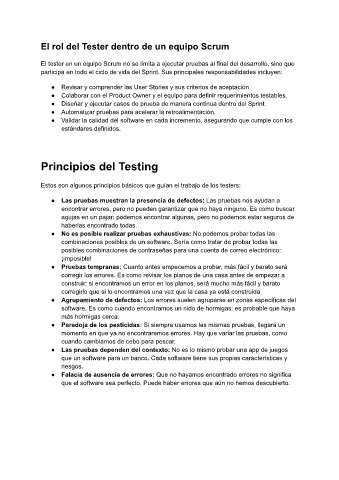 El rol del Tester dentro de un equipo Scrum
El tester en un equipo Scrum no se limita a ejecutar pruebas al final del desarrollo, sino que
participa en todo el ciclo de vida del Sprint. Sus principales responsabilidades incluyen:
● Revisar y comprender las User Stories y sus criterios de aceptación.
● Colaborar con el Product Owner y el equipo para definir requerimientos testables.
● Diseñar y ejecutar casos de prueba de manera continua dentro del Sprint.
● Automatizar pruebas para acelerar la retroalimentación.
● Validar la calidad del software en cada incremento, asegurando que cumple con los
estándares definidos.
Principios del Testing
Estos son algunos principios básicos que guían el trabajo de los testers:
● Las pruebas muestran la presencia de defectos: Las pruebas nos ayudan a
encontrar errores, pero no pueden garantizar que no haya ninguno. Es como buscar
agujas en un pajar: podemos encontrar algunas, pero no podemos estar seguros de
haberlas encontrado todas.
● No es posible realizar pruebas exhaustivas: No podemos probar todas las
combinaciones posibles de un software. Sería como tratar de probar todas las
posibles combinaciones de contraseñas para una cuenta de correo electrónico:
¡imposible!
● Pruebas tempranas: Cuanto antes empecemos a probar, más fácil y barato será
corregir los errores. Es como revisar los planos de una casa antes de empezar a
construir: si encontramos un error en los planos, será mucho más fácil y barato
corregirlo que si lo encontramos una vez que la casa ya está construida.
● Agrupamiento de defectos: Los errores suelen agruparse en zonas específicas del
software. Es como cuando encontramos un nido de hormigas: es probable que haya
más hormigas cerca.
● Paradoja de los pesticidas: Si siempre usamos las mismas pruebas, llegará un
momento en que ya no encontraremos errores. Hay que variar las pruebas, como
cuando cambiamos de cebo para pescar.
● Las pruebas dependen del contexto: No es lo mismo probar una app de juegos
que un software para un banco. Cada software tiene sus propias características y
riesgos.
● Falacia de ausencia de errores: Que no hayamos encontrado errores no significa
que el software sea perfecto. Puede haber errores que aún no hemos descubierto.